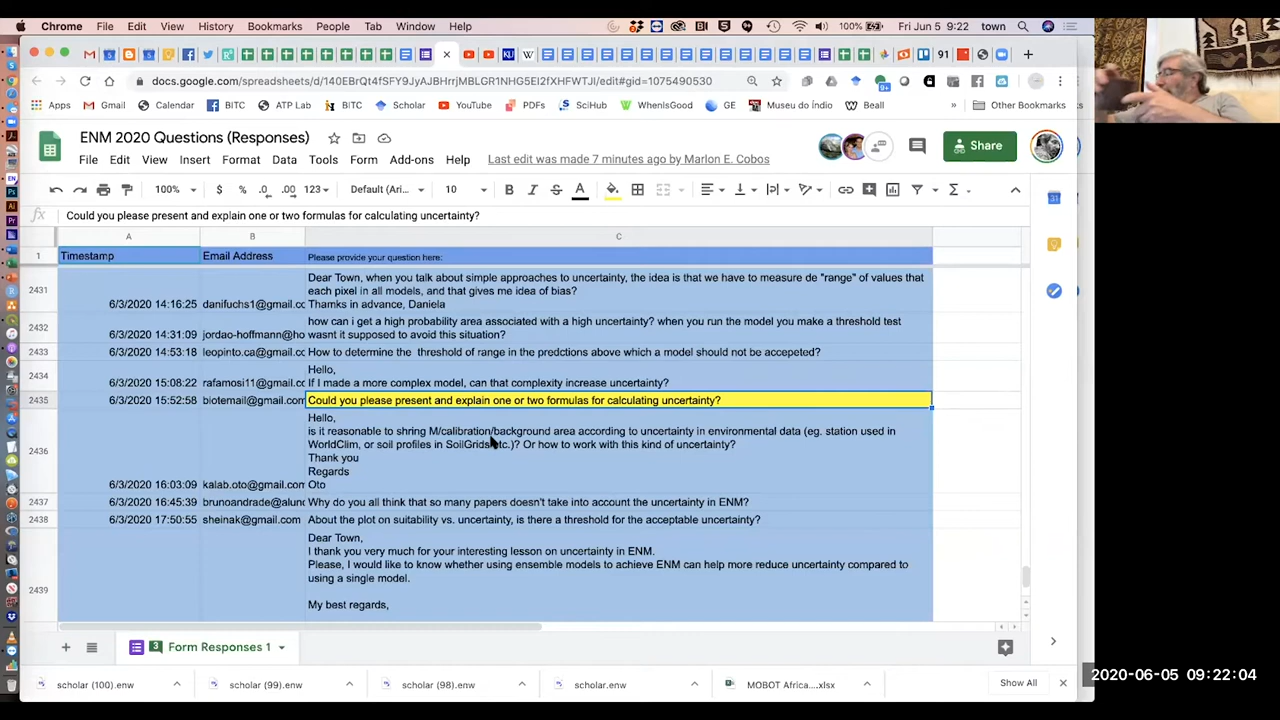 Chrome File Edit View History Bookmarks People Tab Window Help 100% Fri Jun 5 9:22 town
91
docs.google.com/spreadsheets/d/140EBrQt4fSFY9JyAJBHrrjMBLGR1NHG5EI2fXHFWTJI/edit#gid=1075490530
Apps Gmail Calendar BITC ATP Lab BITC Scholar YouTube PDFs SciHub WhenIsGood GE Museu do Índio Beall » Other Bookmarks
ENM 2020 Questions (Responses)
Share
File Edit View Insert Format Data Tools Form Add-ons Help Last edit was made 7 minutes ago by Marlon E. Cobos
100% $ % .0 .00 123 Default (Ari... 10 B I S A
fx Could you please present and explain one or two formulas for calculating uncertainty?
A B C
1 Timestamp Email Address Please provide your question here:
Dear Town, when you talk about simple approaches to uncertainty, the idea is that we have to measure de "range" of values that
2431 each pixel in all models, and that gives me idea of bias?
6/3/2020 14:16:25 danifuchs1@gmail.cc Thamks in advance, Daniela
2432 how can i get a high probability area associated with a high uncertainty? when you run the model you make a threshold test
6/3/2020 14:31:09 jordao-hoffmann@ho wasnt it supposed to avoid this situation?
2433 6/3/2020 14:53:18 leopinto.ca@gmail.cc How to determine the threshold of range in the predctions above which a model should not be accepeted?
Hello,
2434 6/3/2020 15:08:22 rafamosi11@gmail.cc If I made a more complex model, can that complexity increase uncertainty?
2435 6/3/2020 15:52:58 biotemail@gmail.com Could you please present and explain one or two formulas for calculating uncertainty?
Hello,
is it reasonable to shring M/calibration/background area according to uncertainty in environmental data (eg. station used in
2436 WorldClim, or soil profiles in SoilGrids etc.)? Or how to work with this kind of uncertainty?
Thank you
Regards
6/3/2020 16:03:09 kalab.oto@gmail.com Oto
2437 6/3/2020 16:45:39 brunoandrade@alunc Why do you all think that so many papers doesn't take into account the uncertainty in ENM?
2438 6/3/2020 17:50:55 sheinak@gmail.com About the plot on suitability vs. uncertainty, is there a threshold for the acceptable uncertainty?
Dear Town,
I thank you very much for your interesting lesson on uncertainty in ENM.
Please, I would like to know whether using ensemble models to achieve ENM can help more reduce uncertainty compared to
2439 using a single model.
My best regards,
3 Form Responses 1
scholar (100).enw scholar (99).enw scholar (98).enw scholar.enw MOBOT Africa....xlsx Show All
2020-06-05 09:22:04